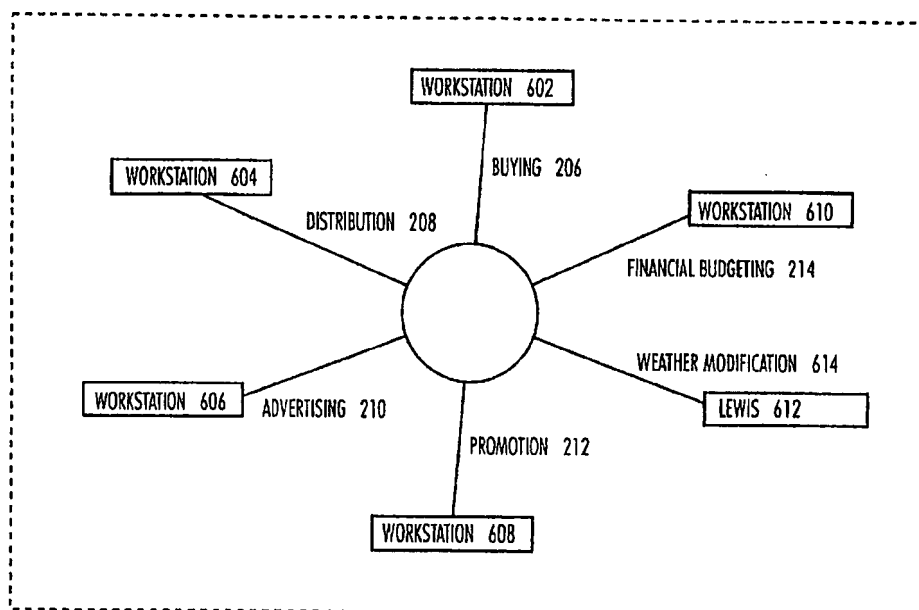 WORKSTATION 602
BUYING 206
WORKSTATION 604
DISTRIBUTION 208
WORKSTATION 610
FINANCIAL BUDGETING 214
WEATHER MODIFICATION 614
LEWIS 612
WORKSTATION 606
ADVERTISING 210
PROMOTION 212
WORKSTATION 608